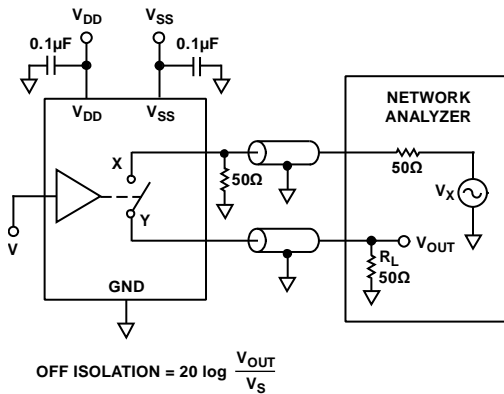 V_DD V_SS
0.1µF 0.1µF
V_DD V_SS
NETWORK
ANALYZER
X
50Ω 50Ω
V_X
Y
V
V_OUT
R_L
50Ω
GND
OFF ISOLATION = 20 log V_OUT / V_S